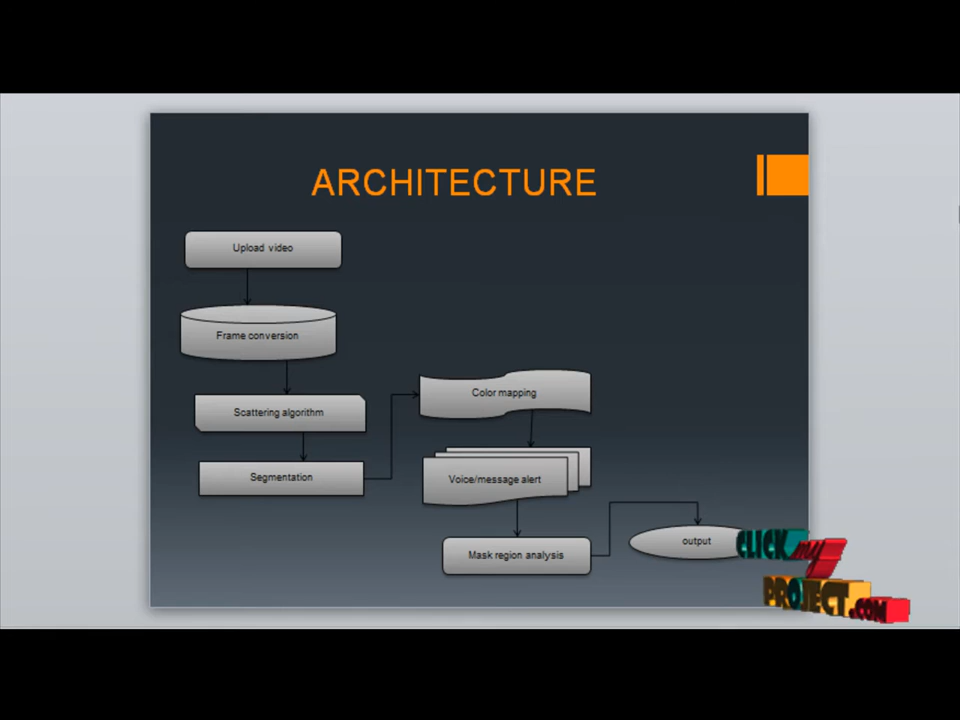 ARCHITECTURE
Upload video
Frame conversion
Scattering algorithm
Segmentation
Color mapping
Voice/message alert
Mask region analysis
output
CLICK my
PROJECT.COM